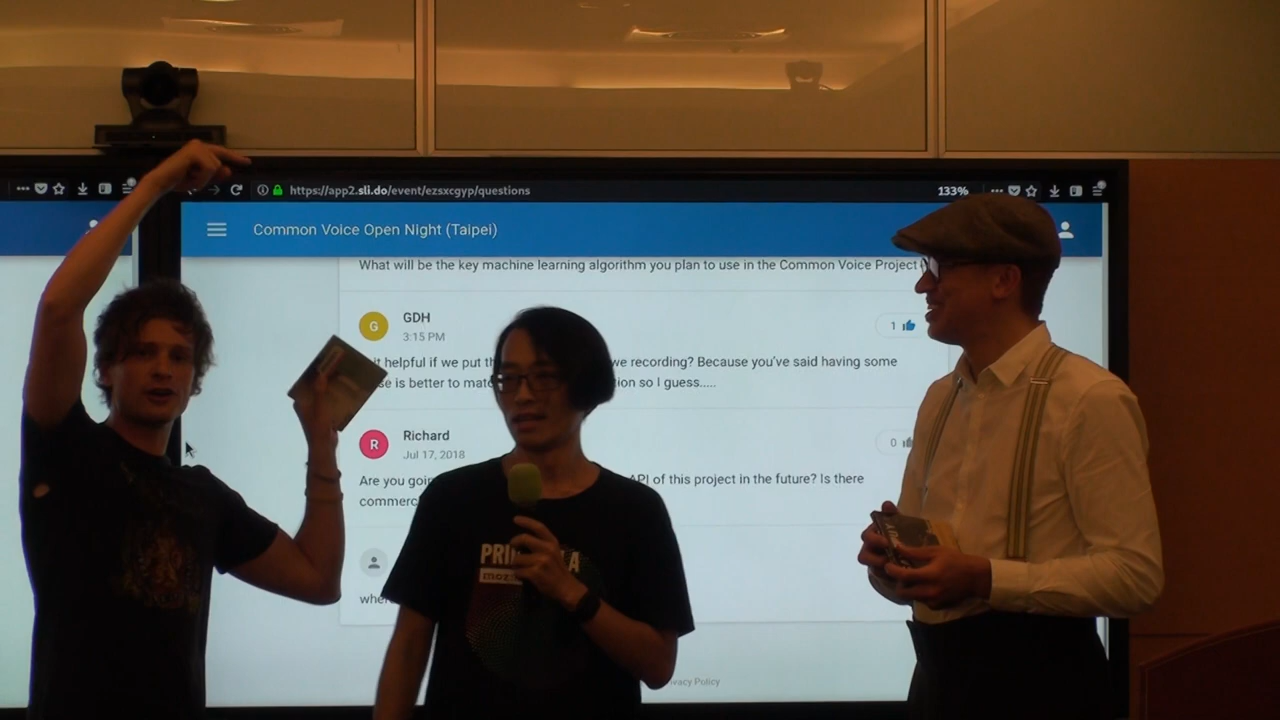 https://app2.sli.do/event/ezsxcgyp/questions
133%
Common Voice Open Night (Taipei)
What will be the key machine learning algorithm you plan to use in the Common Voice Project
G
GDH
3:15 PM
1
it helpful if we put th we recording? Because you've said having some
se is better to mat ion so I guess.....
R
Richard
Jul 17, 2018
0
Are you goin API of this project in the future? Is there
commerc
PRI A
moz
whe
vacy Policy